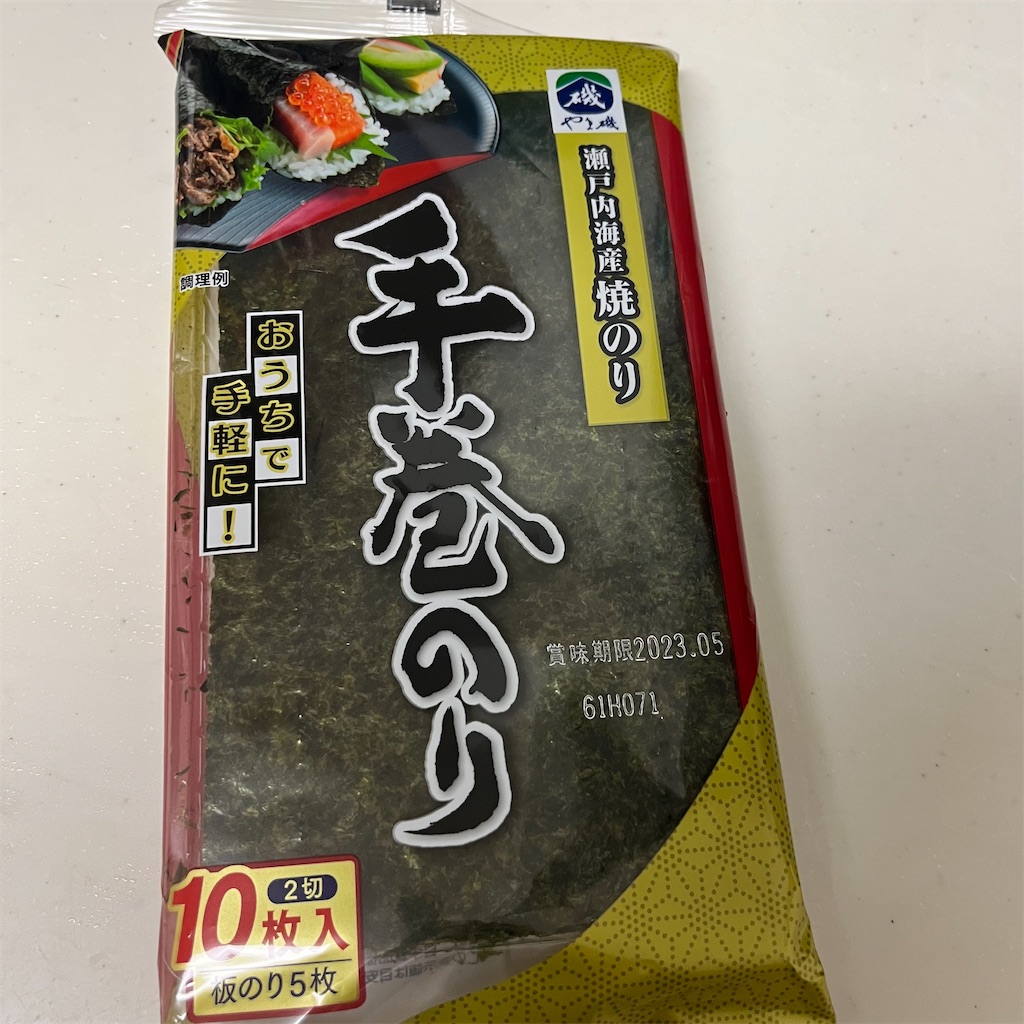 磯
やま磯
瀬戸内海産焼のり
手巻のり
調理例
おうちで
手軽に!
賞味期限2023.05
61H071
10枚入
2切
板のり5枚